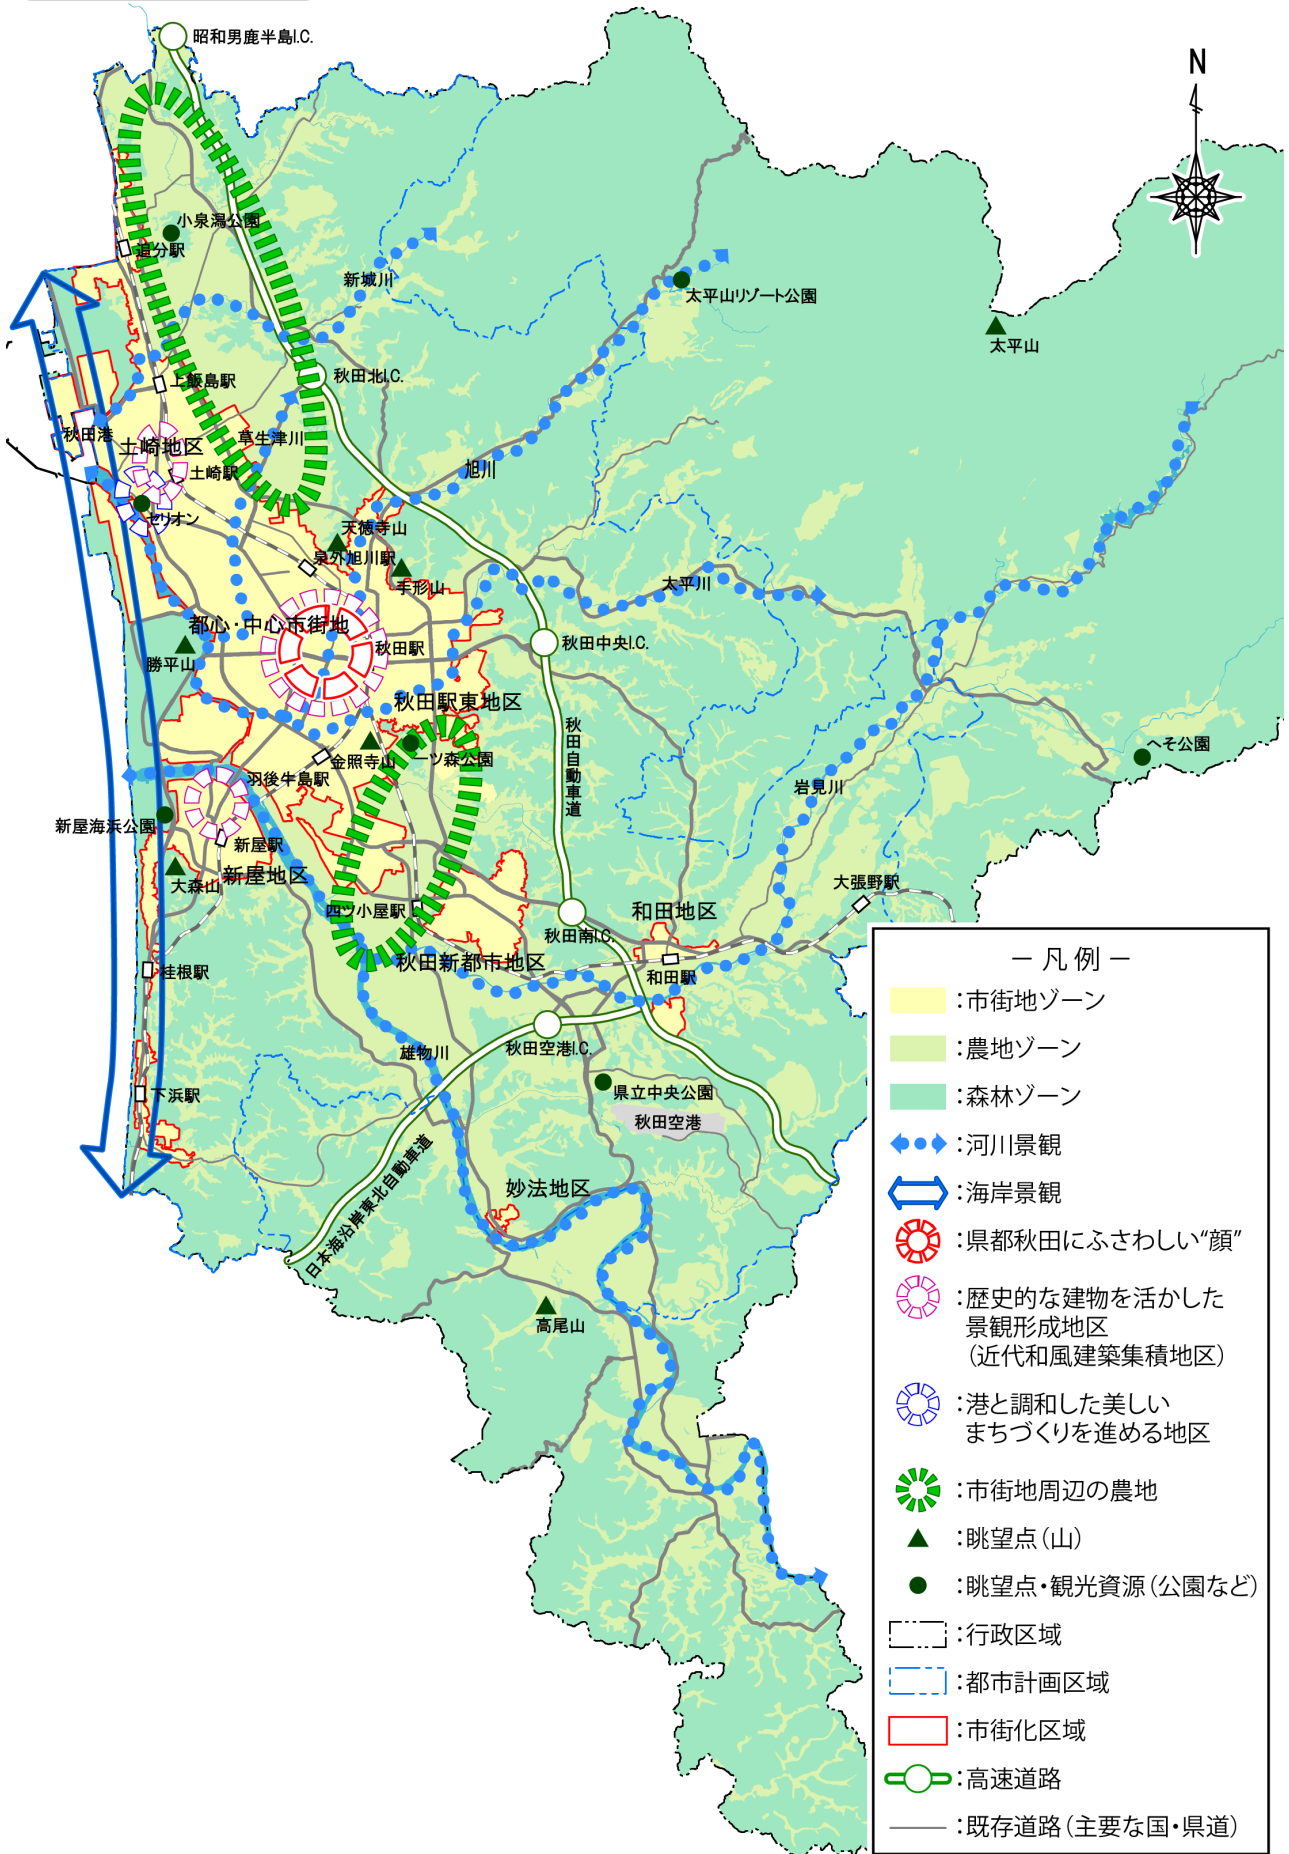 昭和男鹿半島I.C.
N
小泉潟公園
追分駅
新城川
太平山リゾート公園
太平山
上飯島駅
秋田北I.C.
秋田港
土崎地区
草生津川
土崎駅
旭川
セリオン
天徳寺山
泉外旭川駅
手形山
太平川
都心・中心市街地
秋田駅
秋田中央I.C.
勝平山
秋田駅東地区
秋田自動車道
金照寺山
一ツ森公園
へそ公園
羽後牛島駅
岩見川
新屋海浜公園
新屋駅
大森山
新屋地区
大張野駅
四ツ小屋駅
和田地区
秋田南I.C.
秋田新都市地区
桂根駅
和田駅
雄物川
秋田空港I.C.
下浜駅
県立中央公園
秋田空港
日本海沿岸東北自動車道
妙法地区
高尾山
－凡例－
：市街地ゾーン
：農地ゾーン
：森林ゾーン
：河川景観
：海岸景観
：県都秋田にふさわしい“顔”
：歴史的な建物を活かした
景観形成地区
（近代和風建築集積地区）
：港と調和した美しい
まちづくりを進める地区
：市街地周辺の農地
：眺望点（山）
：眺望点・観光資源（公園など）
：行政区域
：都市計画区域
：市街化区域
：高速道路
：既存道路（主要な国・県道）